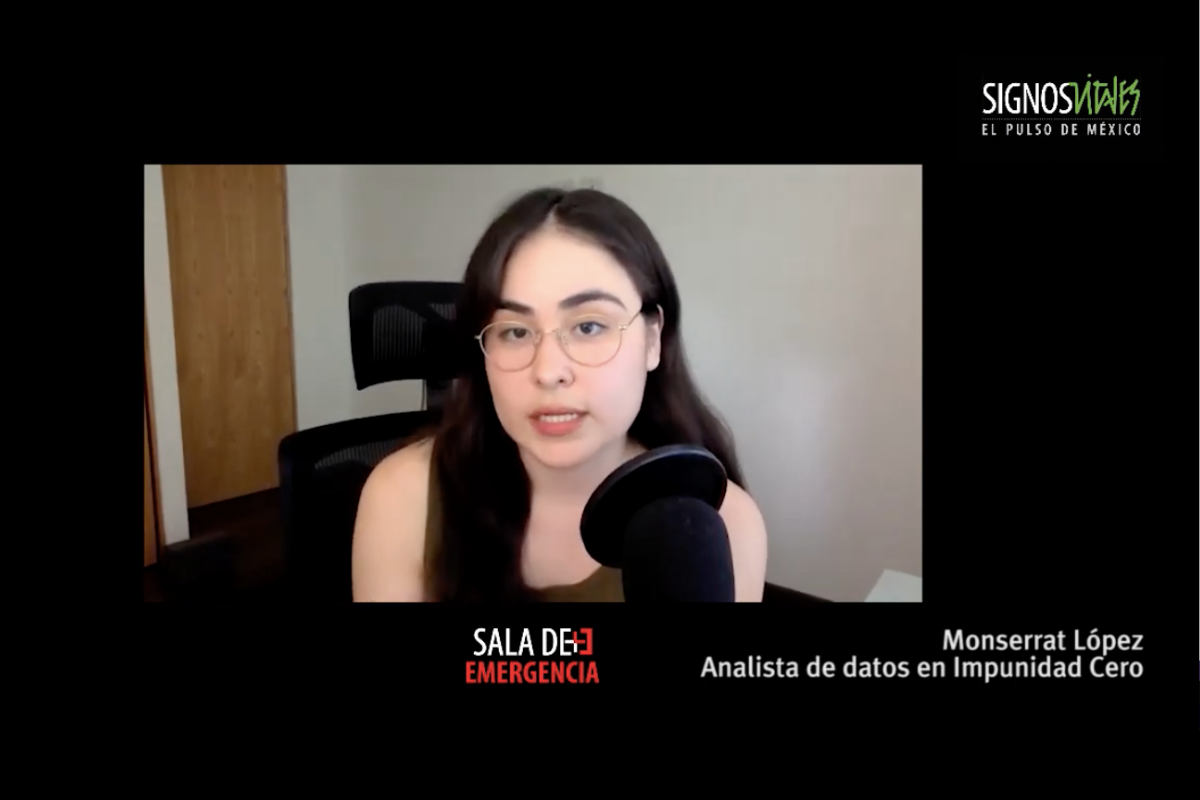 SIGNOSVITALES
EL PULSO DE MÉXICO
SALA DE
EMERGENCIA
Monserrat López
Analista de datos en Impunidad Cero